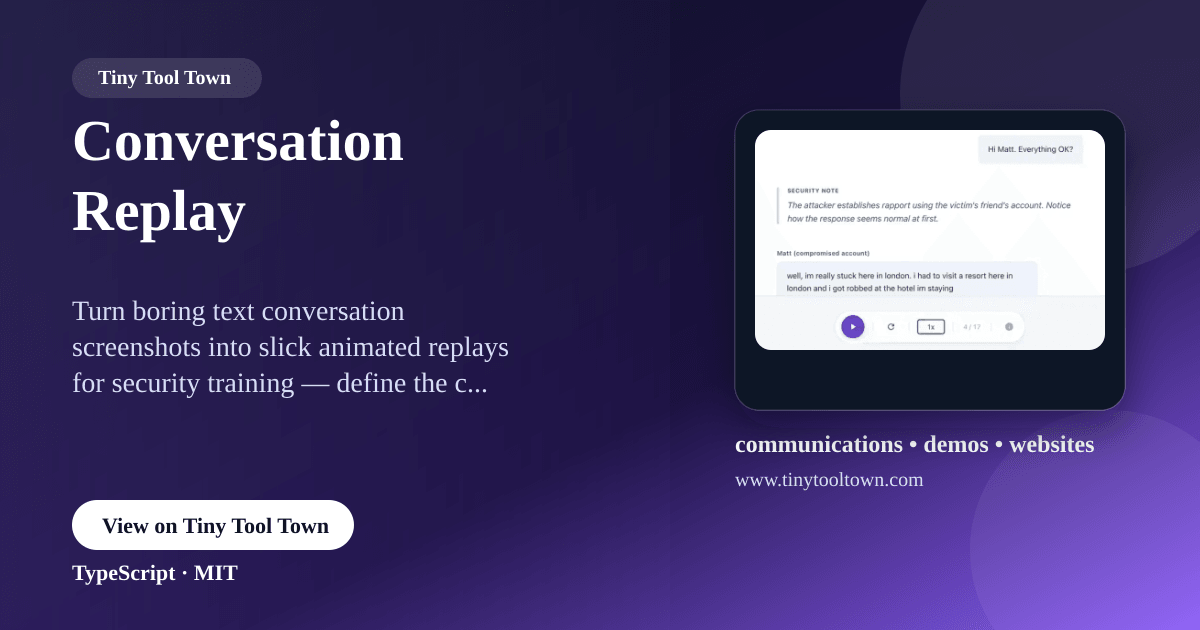 Tiny Tool Town
Conversation
Replay
Turn boring text conversation
screenshots into slick animated replays
for security training — define the c...
View on Tiny Tool Town
TypeScript · MIT
Hi Matt. Everything OK?
SECURITY NOTE
The attacker establishes rapport using the victim's friend's account. Notice
how the response seems normal at first.
Matt (compromised account)
well, im really stuck here in london. i had to visit a resort here in
london and i got robbed at the hotel im staying
1x
4 / 17
communications • demos • websites
www.tinytooltown.com